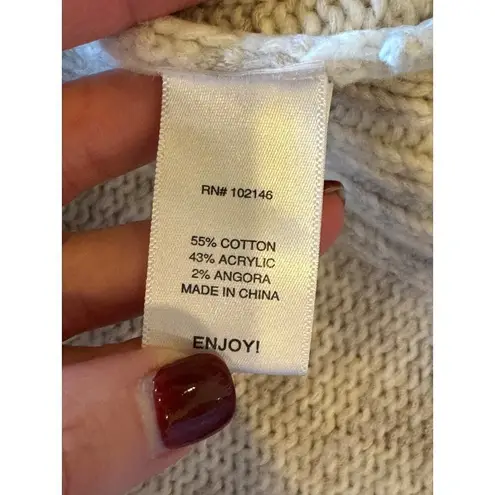 RN# 102146
55% COTTON
43% ACRYLIC
2% ANGORA
MADE IN CHINA
ENJOY!